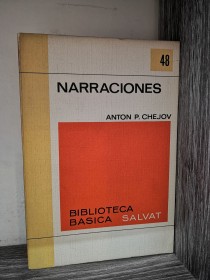 48
NARRACIONES
ANTON P. CHEJOV
BIBLIOTECA
BASICA SALVAT